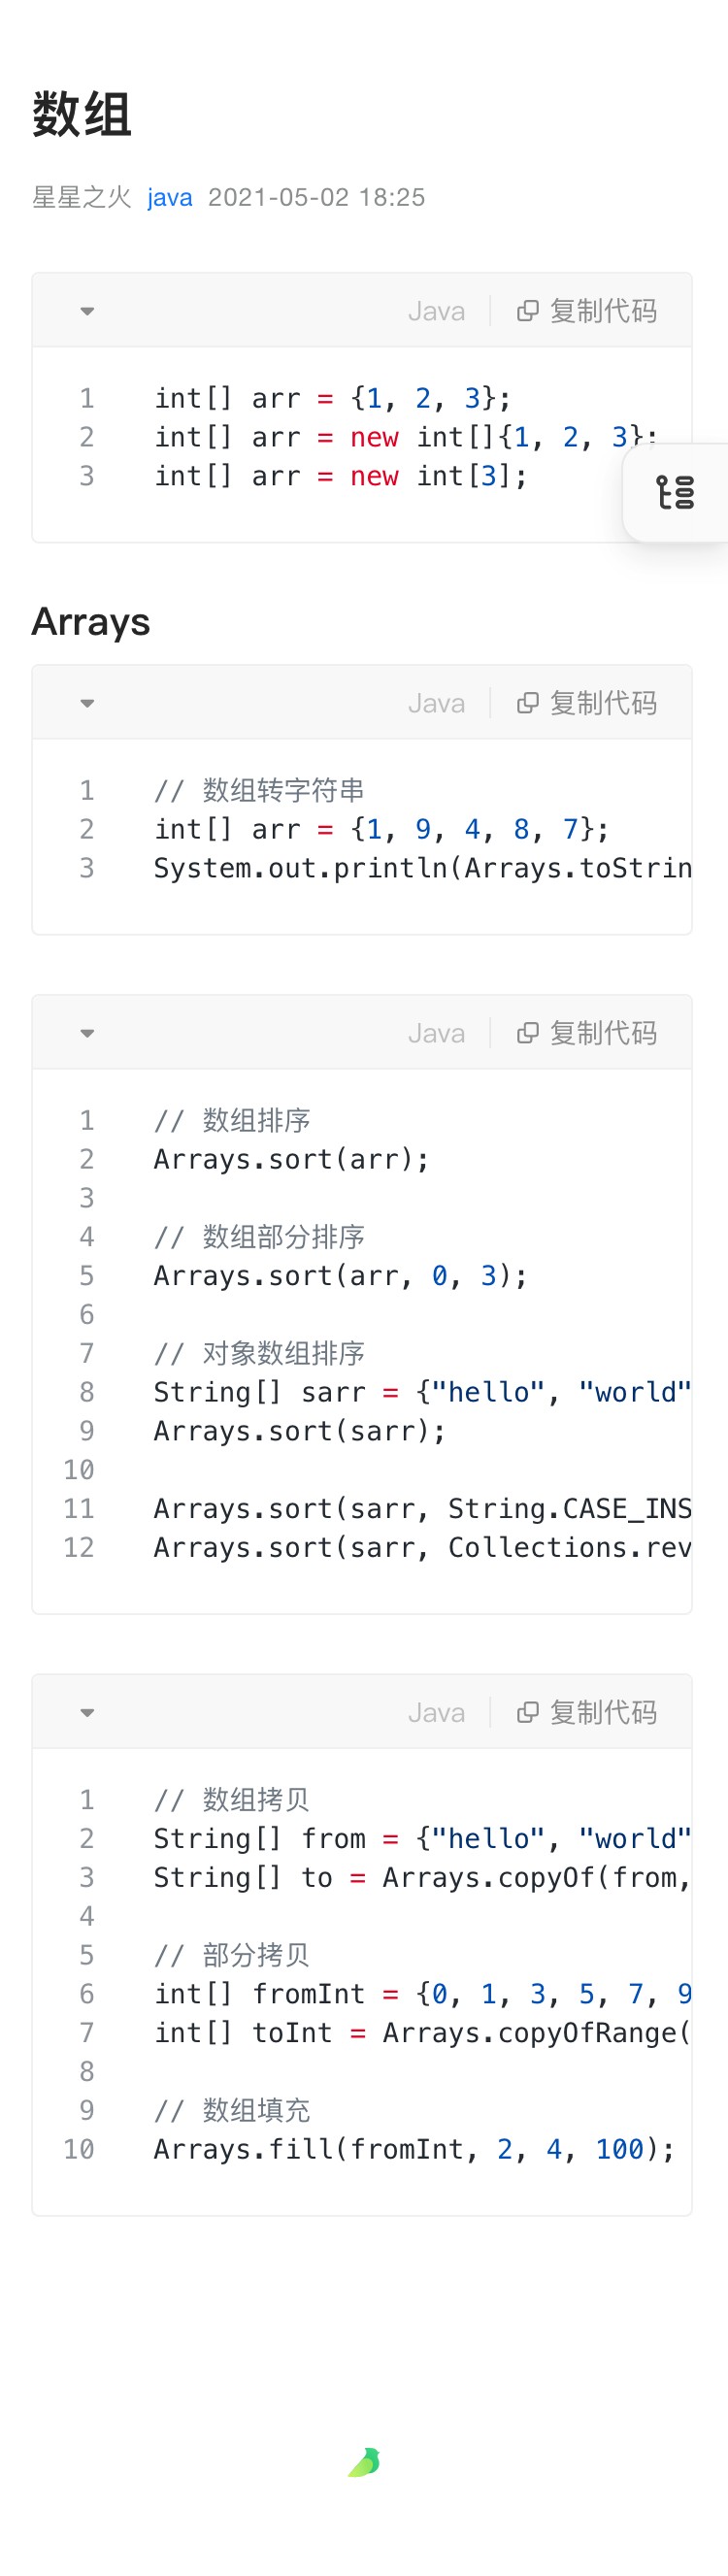 数组
星星之火 java 2021-05-02 18:25
Java 复制代码
1 int[] arr = {1, 2, 3};
2 int[] arr = new int[]{1, 2, 3};
3 int[] arr = new int[3];
Arrays
Java 复制代码
1 // 数组转字符串
2 int[] arr = {1, 9, 4, 8, 7};
3 System.out.println(Arrays.toStrin
Java 复制代码
1 // 数组排序
2 Arrays.sort(arr);
3
4 // 数组部分排序
5 Arrays.sort(arr, 0, 3);
6
7 // 对象数组排序
8 String[] sarr = {"hello", "world"
9 Arrays.sort(sarr);
10
11 Arrays.sort(sarr, String.CASE_INS
12 Arrays.sort(sarr, Collections.rev
Java 复制代码
1 // 数组拷贝
2 String[] from = {"hello", "world"
3 String[] to = Arrays.copyOf(from,
4
5 // 部分拷贝
6 int[] fromInt = {0, 1, 3, 5, 7, 9
7 int[] toInt = Arrays.copyOfRange(
8
9 // 数组填充
10 Arrays.fill(fromInt, 2, 4, 100);